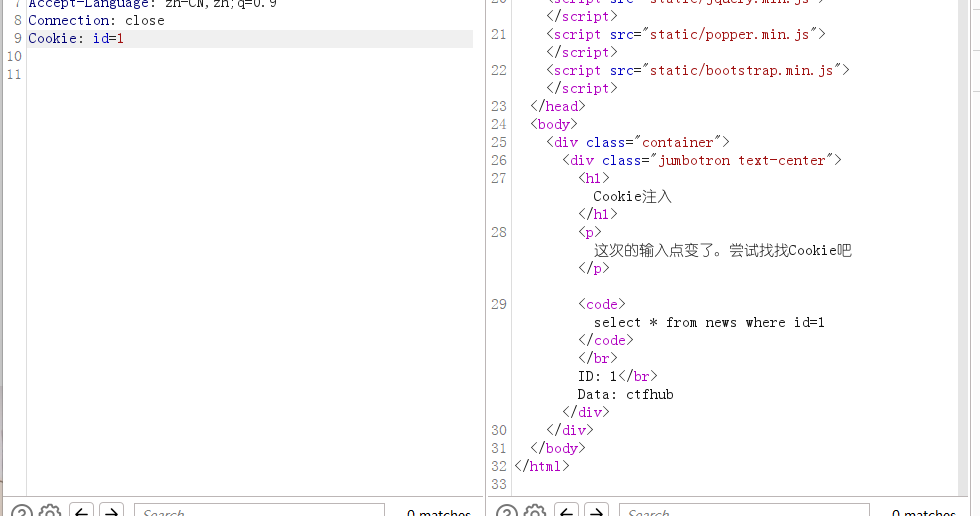 7 Accept-Language: zh-CN,zh;q=0.9
8 Connection: close
9 Cookie: id=1
10
11
Search...
0 matches
20 <script src="static/jquery.min.js">
</script>
21 <script src="static/popper.min.js">
</script>
22 <script src="static/bootstrap.min.js">
</script>
23 </head>
24 <body>
25 <div class="container">
26 <div class="jumbotron text-center">
27 <h1>
Cookie注入
</h1>
28 <p>
这次的输入点变了。尝试找找Cookie吧
</p>
29 <code>
select * from news where id=1
</code>
</br>
ID: 1</br>
Data: ctfhub
</div>
30 </div>
31 </body>
32 </html>
33
Search...
0 matches